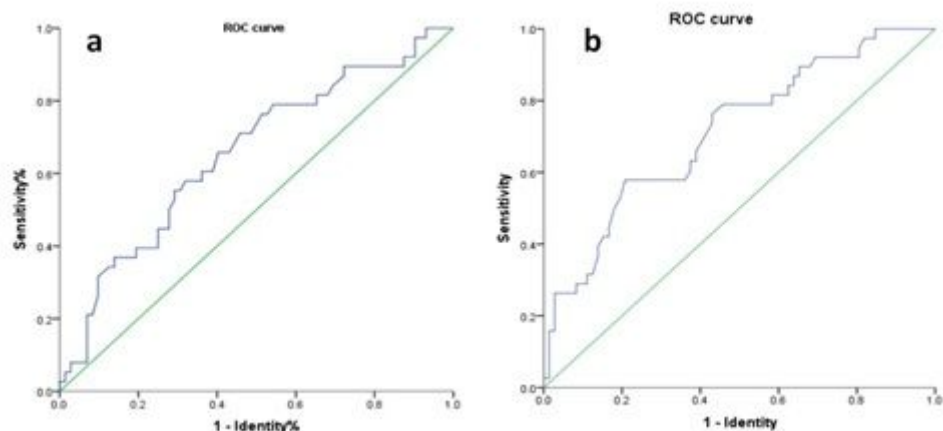 a
ROC curve
Sensitivity%
1.0
0.8
0.6
0.4
0.2
0.0
0.0 0.2 0.4 0.6 0.8 1.0
1 - Identity%
b
ROC curve
Sensitivity
1.0
0.8
0.6
0.4
0.2
0.0
0.0 0.2 0.4 0.6 0.8 1.0
1 - Identity